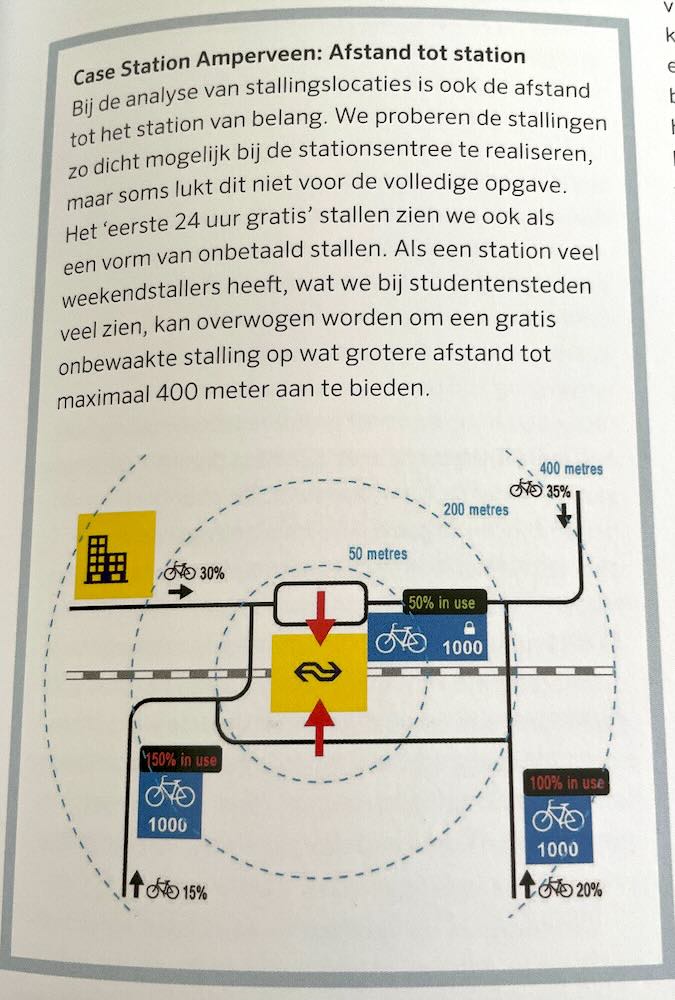 Case Station Amperveen: Afstand tot station
Bij de analyse van stallingslocaties is ook de afstand
tot het station van belang. We proberen de stallingen
zo dicht mogelijk bij de stationsentree te realiseren,
maar soms lukt dit niet voor de volledige opgave.
Het ‘eerste 24 uur gratis’ stallen zien we ook als
een vorm van onbetaald stallen. Als een station veel
weekendstallers heeft, wat we bij studentensteden
veel zien, kan overwogen worden om een gratis
onbewaakte stalling op wat grotere afstand tot
maximaal 400 meter aan te bieden.
400 metres
35%
200 metres
50 metres
30%
50% in use
1000
150% in use
1000
100% in use
1000
15%
20%